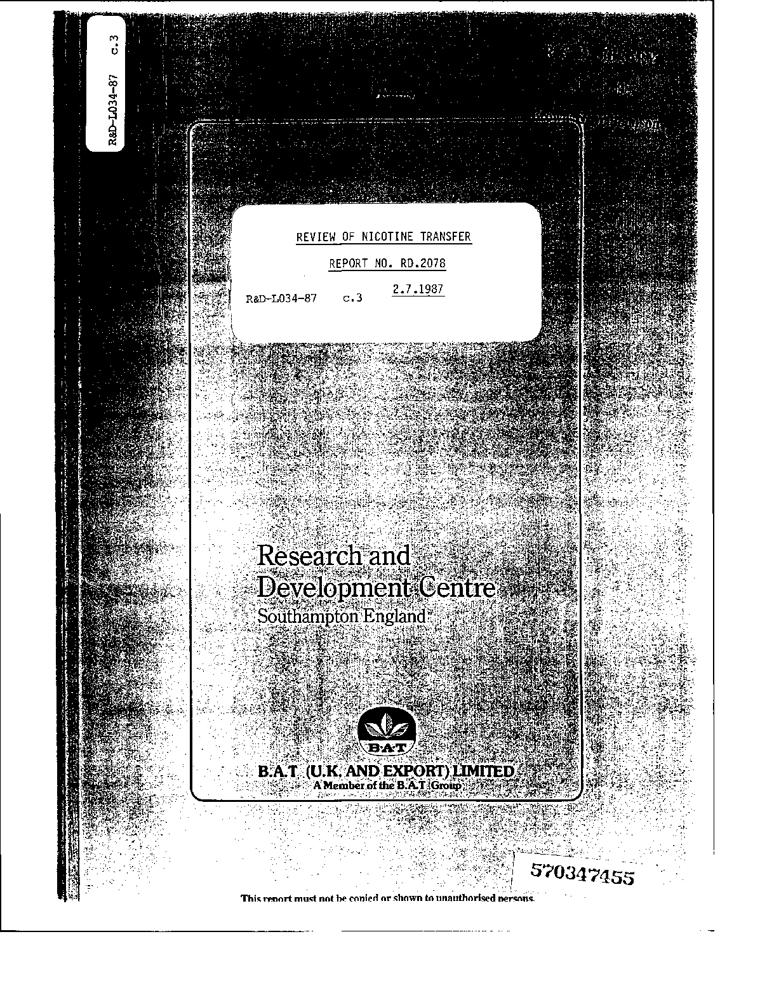 R&D-L034-87 c.3
REVIEW OF NICOTINE TRANSFER
REPORT NO. RD.2078
2.7.1987
R&D-L034-87 c.3
Research and
Development Centre
Southampton England
B·A·T
B.A.T. (U.K. AND EXPORT) LIMITED
A Member of the B.A.T. Group
570347455
This report must not be copied or shown to unauthorised persons.